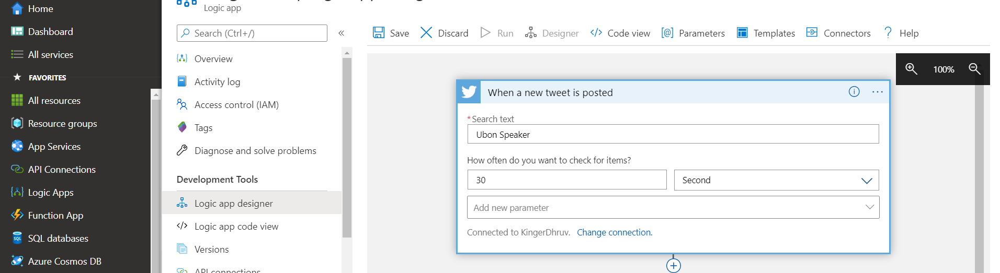 Home
Dashboard
All services
FAVORITES
All resources
Resource groups
App Services
API Connections
Logic Apps
Function App
SQL databases
Azure Cosmos DB
Logic app
Search (Ctrl+/)
«
Overview
Activity log
Access control (IAM)
Tags
Diagnose and solve problems
Development Tools
Logic app designer
Logic app code view
Versions
API connections
Save Discard Run Designer Code view Parameters Templates Connectors Help
100%
When a new tweet is posted
*Search text
Ubon Speaker
How often do you want to check for items?
30 Second
Add new parameter
Connected to KingerDhruv. Change connection.